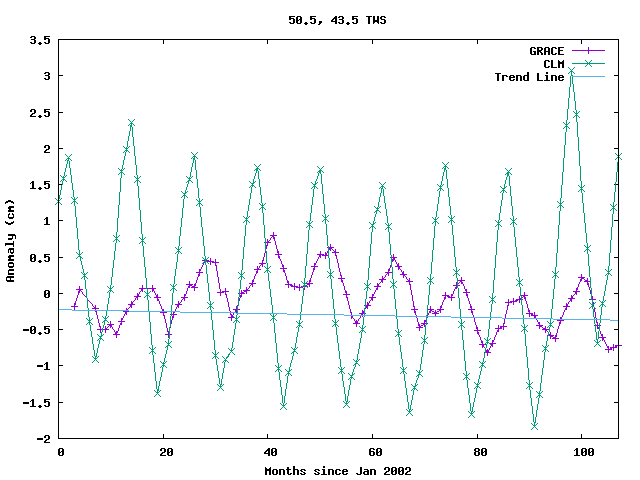 50.5, 43.5 TWS
GRACE
CLM
Trend Line
3.5
3
2.5
2
1.5
1
0.5
0
-0.5
-1
-1.5
-2
Anomaly (cm)
0 20 40 60 80 100
Months since Jan 2002